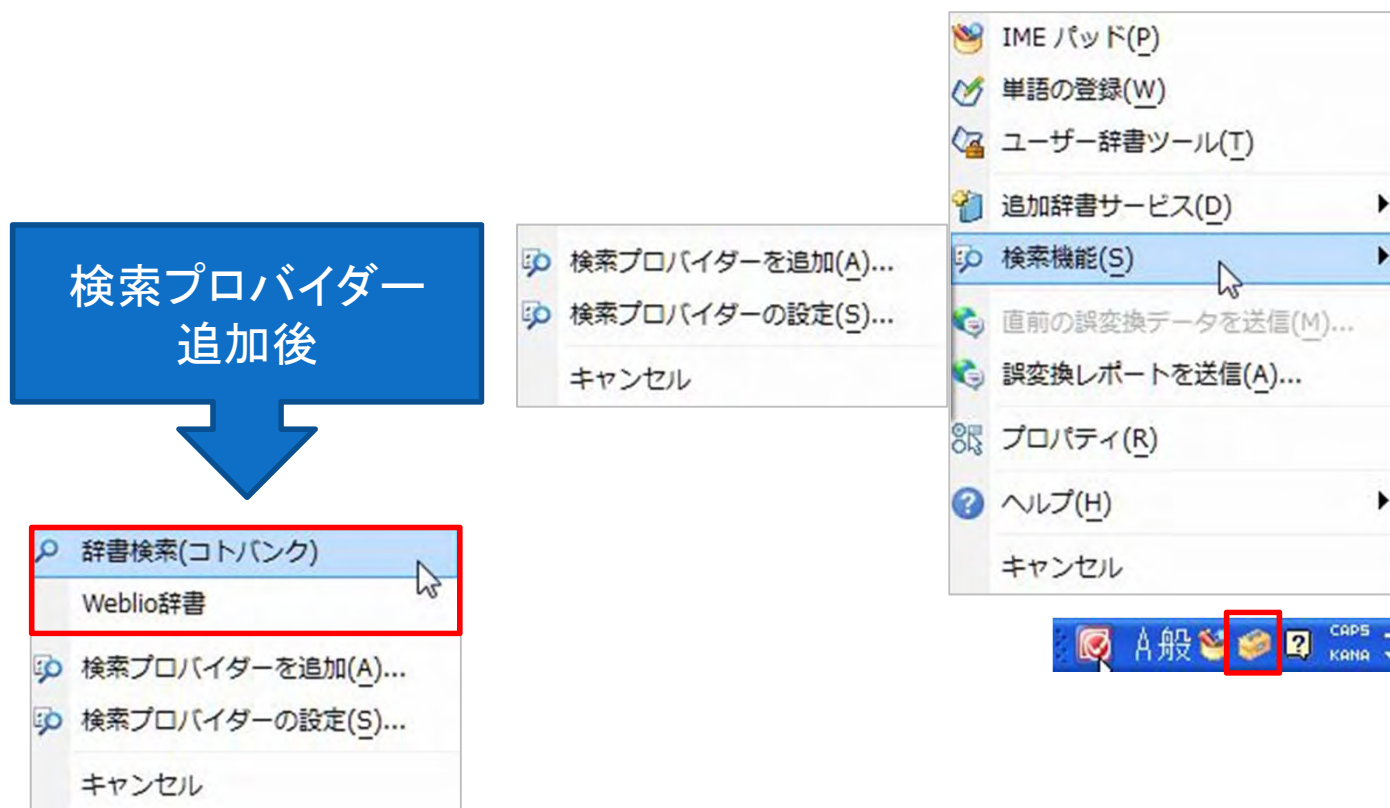 IME パッド(P)
単語の登録(W)
ユーザー辞書ツール(T)
追加辞書サービス(D)
検索機能(S)
直前の誤変換データを送信(M)...
誤変換レポートを送信(A)...
プロパティ(R)
ヘルプ(H)
キャンセル
検索プロバイダーを追加(A)...
検索プロバイダーの設定(S)...
キャンセル
検索プロバイダー
追加後
辞書検索(コトバンク)
Weblio辞書
検索プロバイダーを追加(A)...
検索プロバイダーの設定(S)...
キャンセル
A般
CAPS
KANA